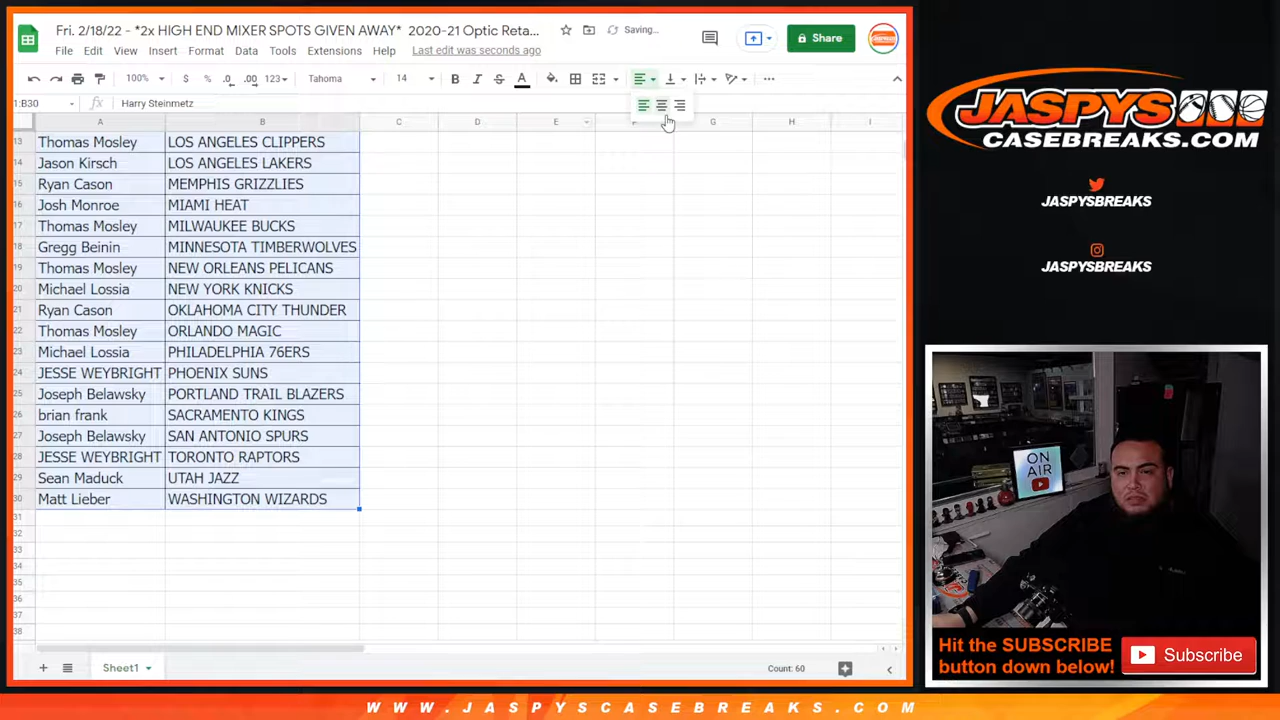 Fri. 2/18/22 - *2x HIGH END MIXER SPOTS GIVEN AWAY* 2020-21 Optic Reta...
Saving...
Share
File Edit View Insert Format Data Tools Extensions Help Last edit was seconds ago
100% $ % .0 .00 123 Tahoma 14 B I S A
1:B30 fx Harry Steinmetz
A B C D E F G H I
13 Thomas Mosley LOS ANGELES CLIPPERS
14 Jason Kirsch LOS ANGELES LAKERS
15 Ryan Cason MEMPHIS GRIZZLIES
16 Josh Monroe MIAMI HEAT
17 Thomas Mosley MILWAUKEE BUCKS
18 Gregg Beinin MINNESOTA TIMBERWOLVES
19 Thomas Mosley NEW ORLEANS PELICANS
20 Michael Lossia NEW YORK KNICKS
21 Ryan Cason OKLAHOMA CITY THUNDER
22 Thomas Mosley ORLANDO MAGIC
23 Michael Lossia PHILADELPHIA 76ERS
24 JESSE WEYBRIGHT PHOENIX SUNS
25 Joseph Belawsky PORTLAND TRAIL BLAZERS
26 brian frank SACRAMENTO KINGS
27 Joseph Belawsky SAN ANTONIO SPURS
28 JESSE WEYBRIGHT TORONTO RAPTORS
29 Sean Maduck UTAH JAZZ
30 Matt Lieber WASHINGTON WIZARDS
31
32
33
34
35
36
37
38
Sheet1
Count: 60
JASPYS
CASEBREAKS.COM
JASPYSBREAKS
JASPYSBREAKS
ON
AIR
Hit the SUBSCRIBE
button down below!
Subscribe
WWW.JASPYSCASEBREAKS.COM